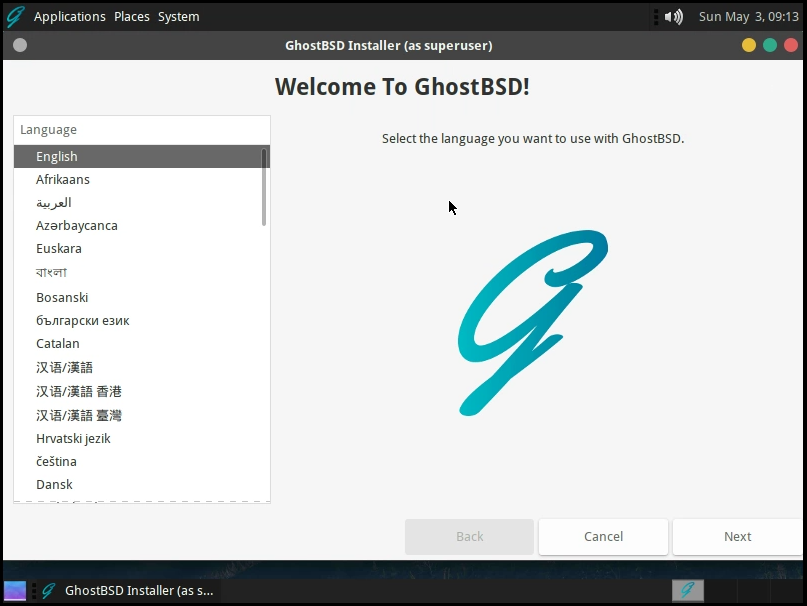 Applications Places System
Sun May 3, 09:13
GhostBSD Installer (as superuser)
Welcome To GhostBSD!
Language
Select the language you want to use with GhostBSD.
English
Afrikaans
العربية
Azərbaycanca
Euskara
বাংলা
Bosanski
български език
Catalan
汉语/漢語
汉语/漢語 香港
汉语/漢語 臺灣
Hrvatski jezik
čeština
Dansk
Back Cancel Next
GhostBSD Installer (as s...